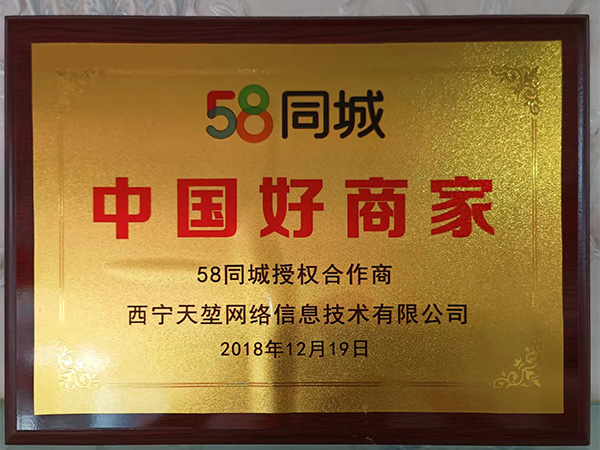 58同城
中国好商家
58同城授权合作商
西宁天堃网络信息技术有限公司
2018年12月19日